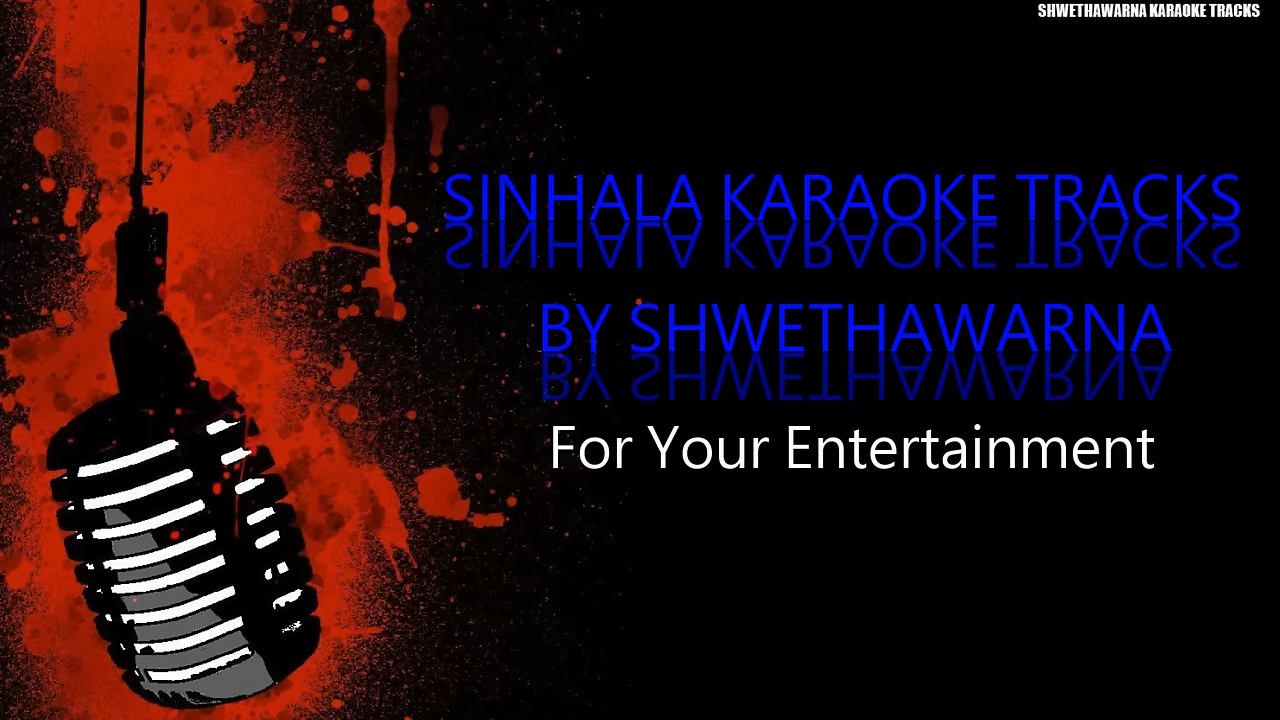 SHWETHAWARNA KARAOKE TRACKS
SINHALA KARAOKE TRACKS
BY SHWETHAWARNA
For Your Entertainment